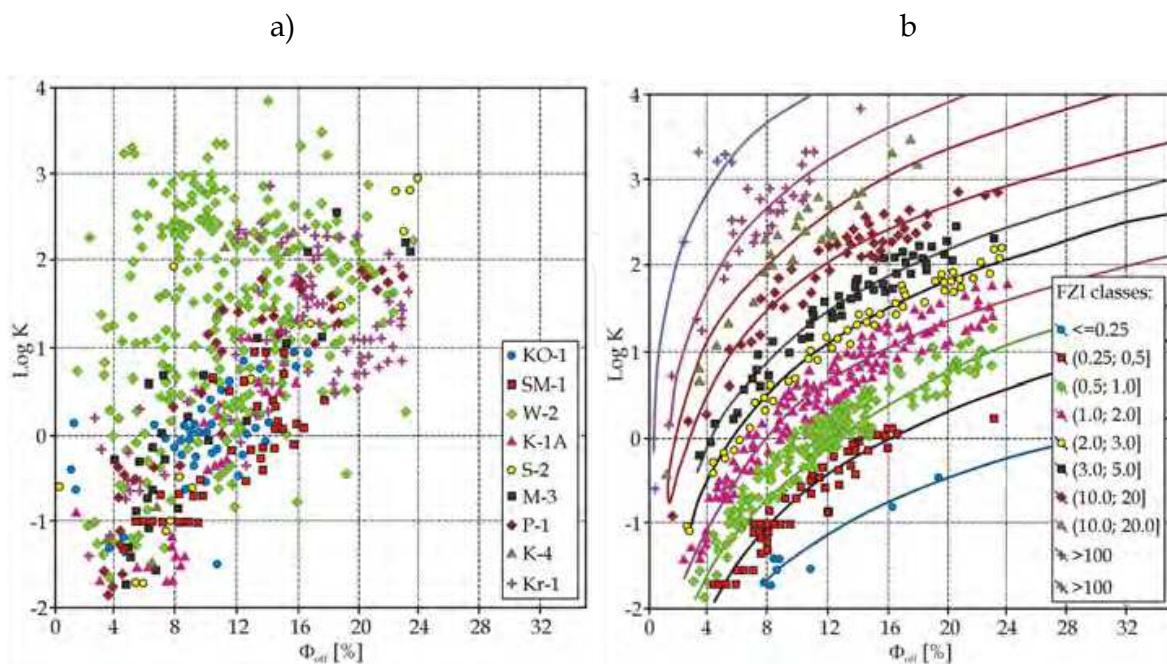 a)
b
4
3
2
1
0
-1
-2
Log K
0 4 8 12 16 20 24 28 32
Φeff [%]
KO-1
SM-1
W-2
K-1A
S-2
M-3
P-1
K-4
Kr-1
4
3
2
1
0
-1
-2
Log K
0 4 8 12 16 20 24 28 32
Φeff [%]
FZI classes:
<=0.25
(0.25; 0,5]
(0.5; 1.0]
(1.0; 2.0]
(2.0; 3.0]
(3.0; 5.0]
(10.0; 20]
(10.0; 20.0]
>100
>100